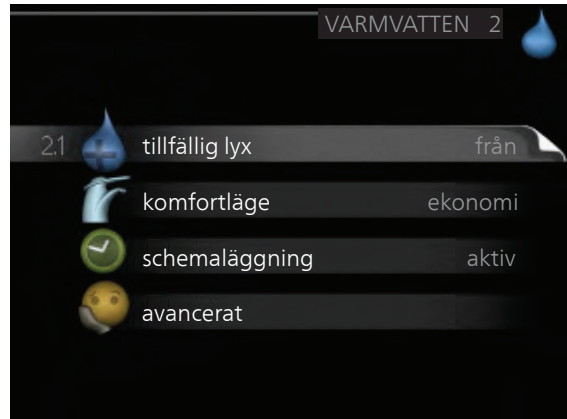 VARMVATTEN 2
2.1 tillfällig lyx från
komfortläge ekonomi
schemaläggning aktiv
avancerat